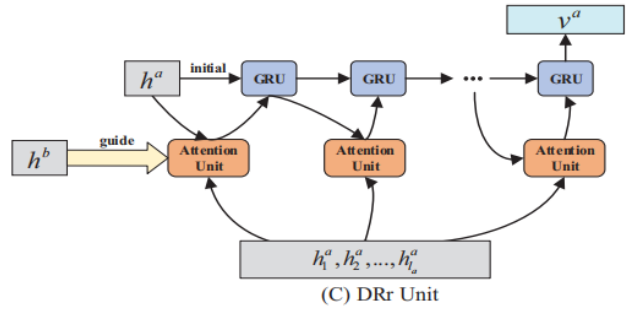 v^a
h^a initial GRU GRU ... GRU
h^b guide Attention Unit Attention Unit Attention Unit
h_1^a, h_2^a, ..., h_{l_a}^a
(C) DRr Unit